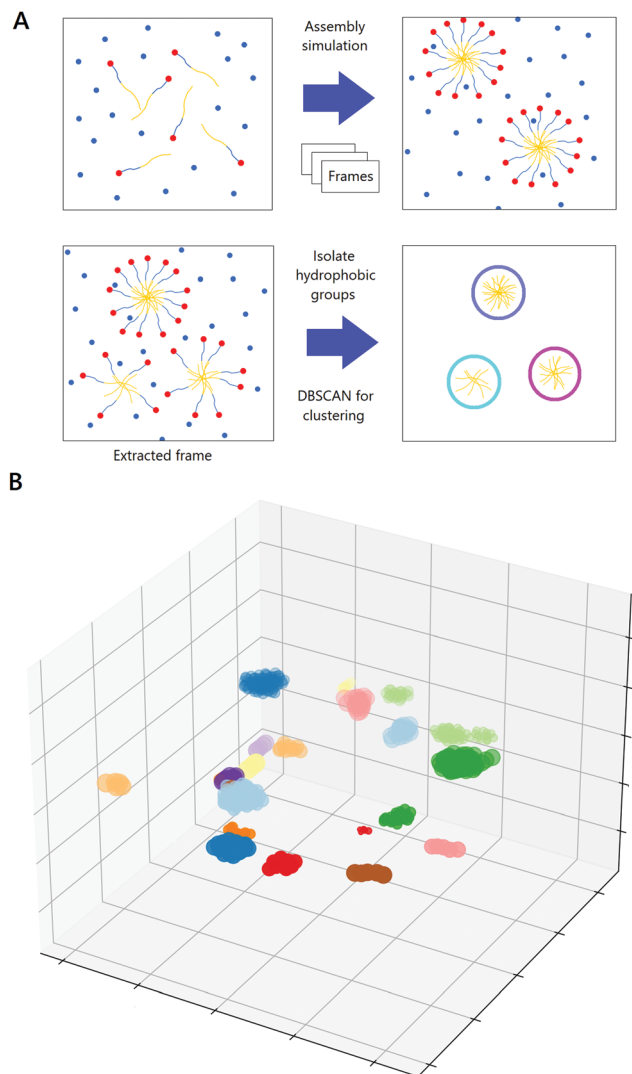 A
Assembly
simulation
Frames
Isolate
hydrophobic
groups
DBSCAN for
clustering
Extracted frame
B